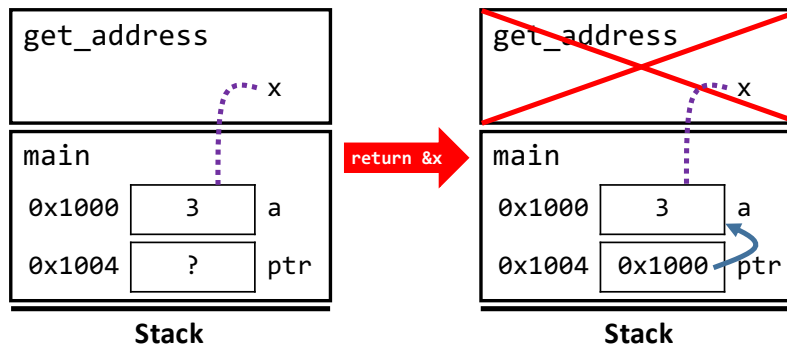 get_address
x
main
0x1000 3 a
0x1004 ? ptr
Stack
return &x
get_address
x
main
0x1000 3 a
0x1004 0x1000 ptr
Stack